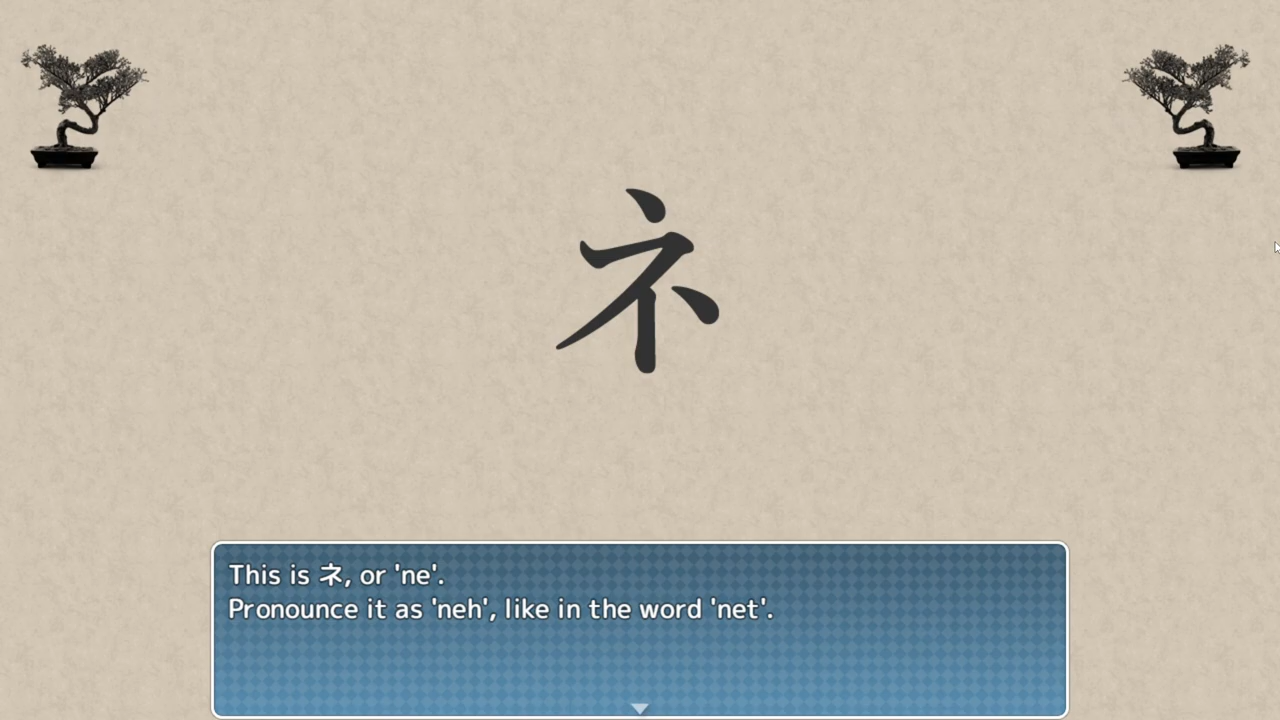 ネ
This is ネ, or 'ne'.
Pronounce it as 'neh', like in the word 'net'.